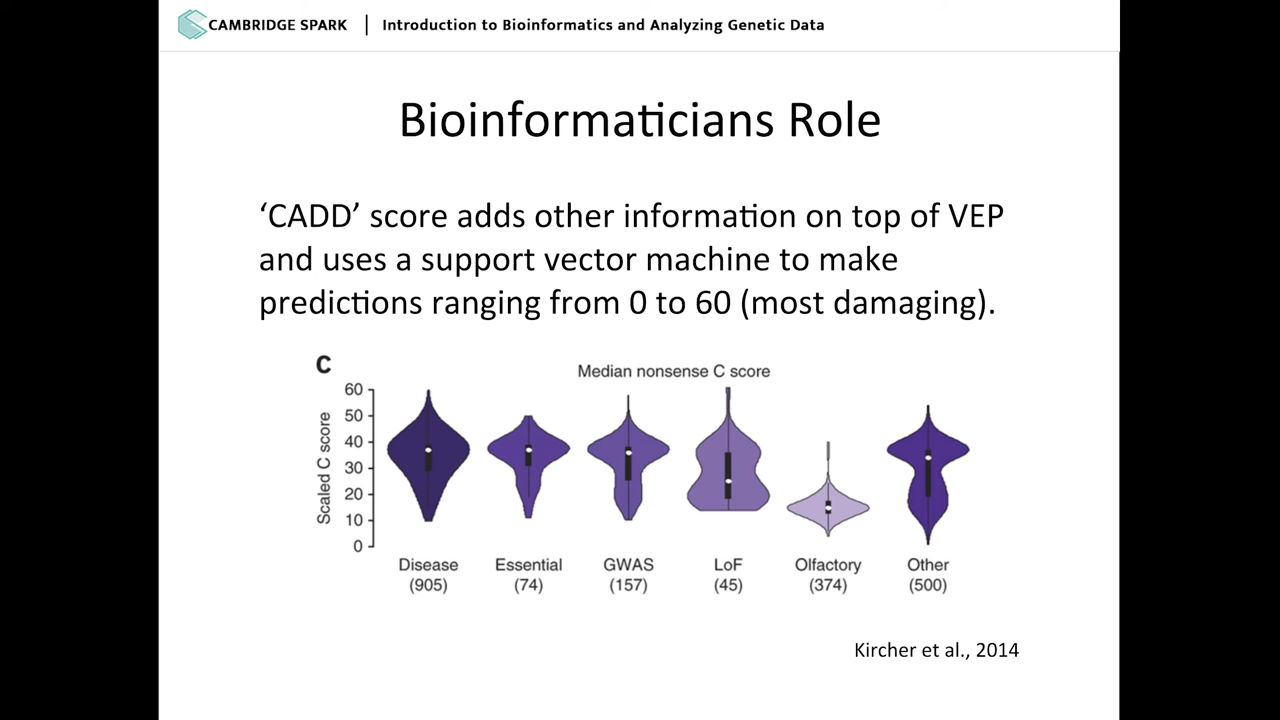 CAMBRIDGE SPARK | Introduction to Bioinformatics and Analyzing Genetic Data
Bioinformaticians Role
‘CADD’ score adds other information on top of VEP
and uses a support vector machine to make
predictions ranging from 0 to 60 (most damaging).
C
Median nonsense C score
Scaled C score
60
50
40
30
20
10
0
Disease Essential GWAS LoF Olfactory Other
(905) (74) (157) (45) (374) (500)
Kircher et al., 2014